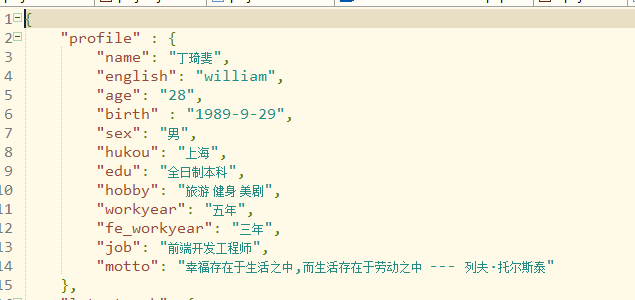 1 {
2 "profile" : {
3 "name": "丁琦斐",
4 "english": "william",
5 "age": "28",
6 "birth" : "1989-9-29",
7 "sex": "男",
8 "hukou": "上海",
9 "edu": "全日制本科",
10 "hobby": "旅游 健身 美剧",
11 "workyear": "五年",
12 "fe_workyear": "三年",
13 "job": "前端开发工程师",
14 "motto": "幸福存在于生活之中,而生活存在于劳动之中 --- 列夫·托尔斯泰"
15 },